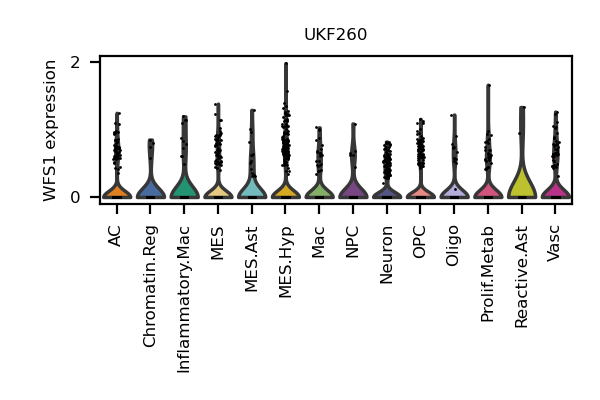 UKF260
WFS1 expression
2
0
AC
Chromatin.Reg
Inflammatory.Mac
MES
MES.Ast
MES.Hyp
Mac
NPC
Neuron
OPC
Oligo
Prolif.Metab
Reactive.Ast
Vasc